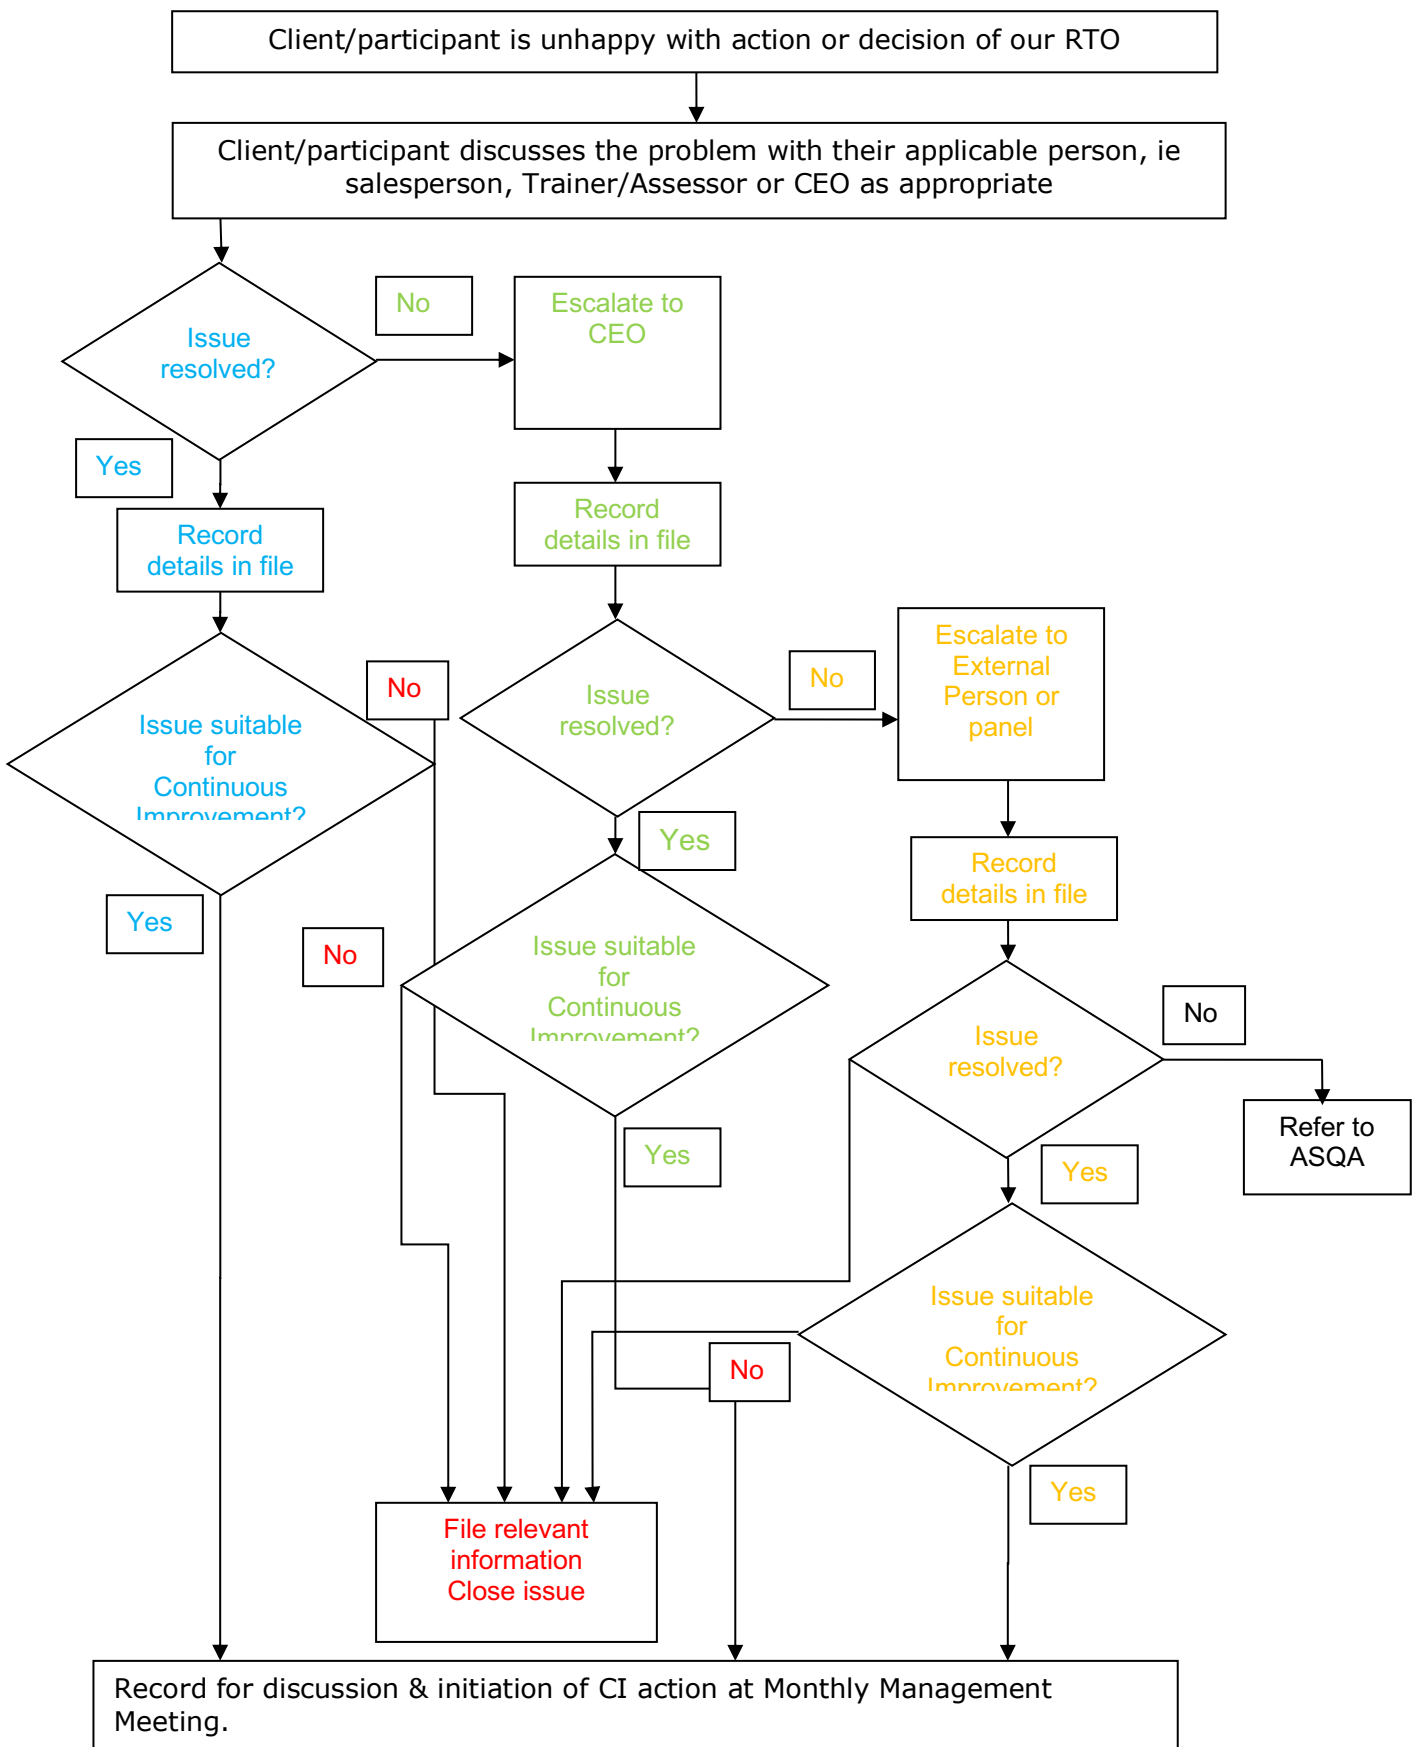 Client/participant is unhappy with action or decision of our RTO
Client/participant discusses the problem with their applicable person, ie
salesperson, Trainer/Assessor or CEO as appropriate
No
Escalate to
CEO
Issue
resolved?
Yes
Record
details in file
Record
details in file
Escalate to
External
Person or
panel
No
No
Issue
resolved?
Issue suitable
for
Continuous
Improvement?
Yes
Record
details in file
Yes
No
Issue suitable
for
Continuous
Improvement?
No
Issue
resolved?
Refer to
ASQA
Yes
Yes
Issue suitable
for
Continuous
Improvement?
No
Yes
File relevant
information
Close issue
Record for discussion & initiation of CI action at Monthly Management
Meeting.